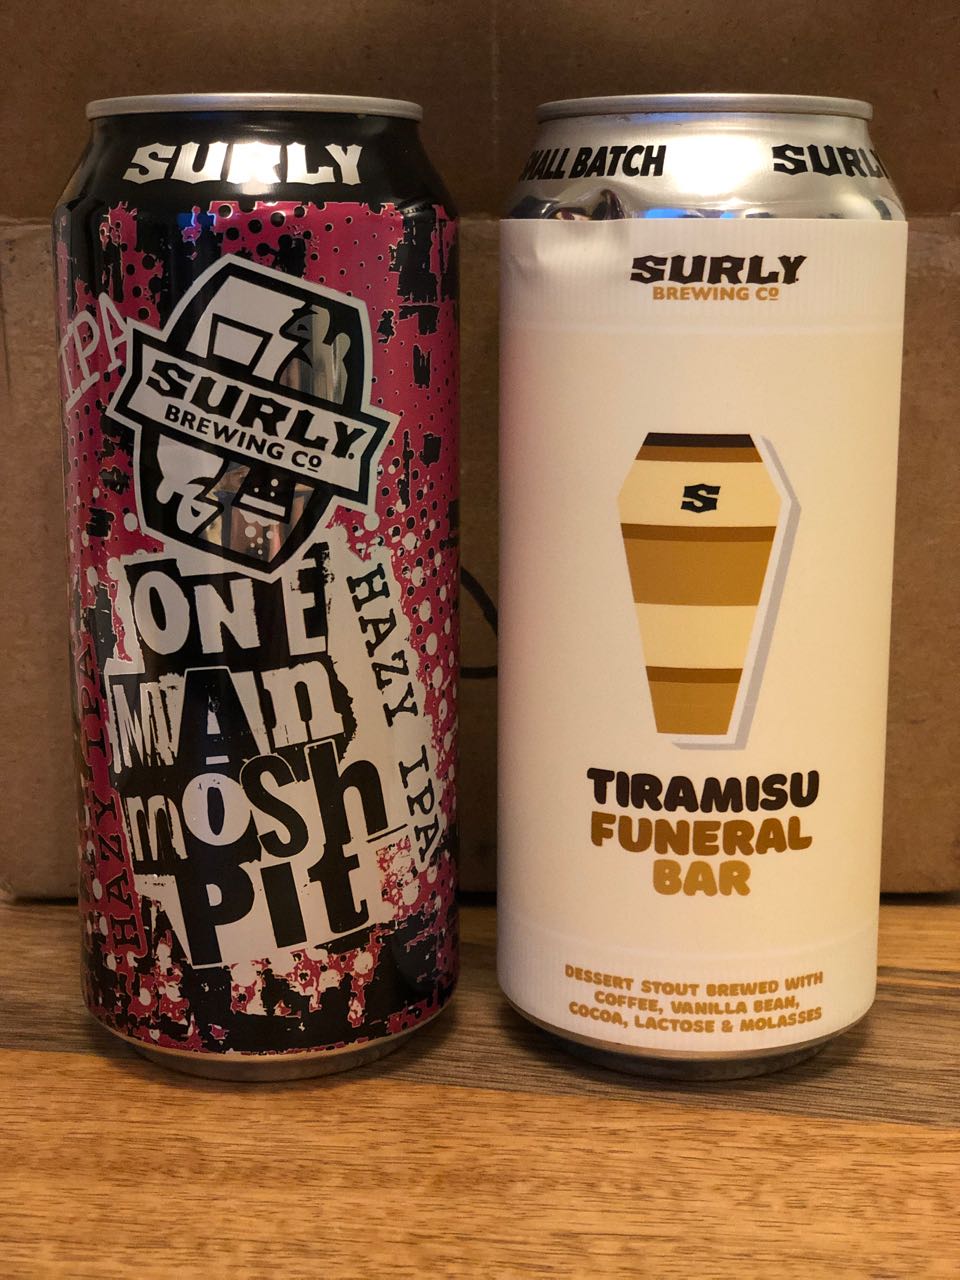 SURLY
IPA
SURLY
BREWING CO
ONE
MAN
MOSH
PIT
HAZY IPA
HAZY IPA
SMALL BATCH
SURLY
SURLY
BREWING CO
S
TIRAMISU
FUNERAL
BAR
DESSERT STOUT BREWED WITH
COFFEE, VANILLA BEAN,
COCOA, LACTOSE & MOLASSES